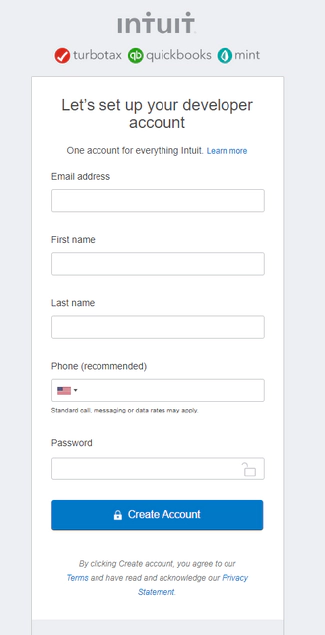 intuit
turbotax qb quickbooks mint
Let's set up your developer
account
One account for everything Intuit. Learn more
Email address
First name
Last name
Phone (recommended)
Standard call, messaging or data rates may apply.
Password
Create Account
By clicking Create account, you agree to our
Terms and have read and acknowledge our Privacy
Statement.